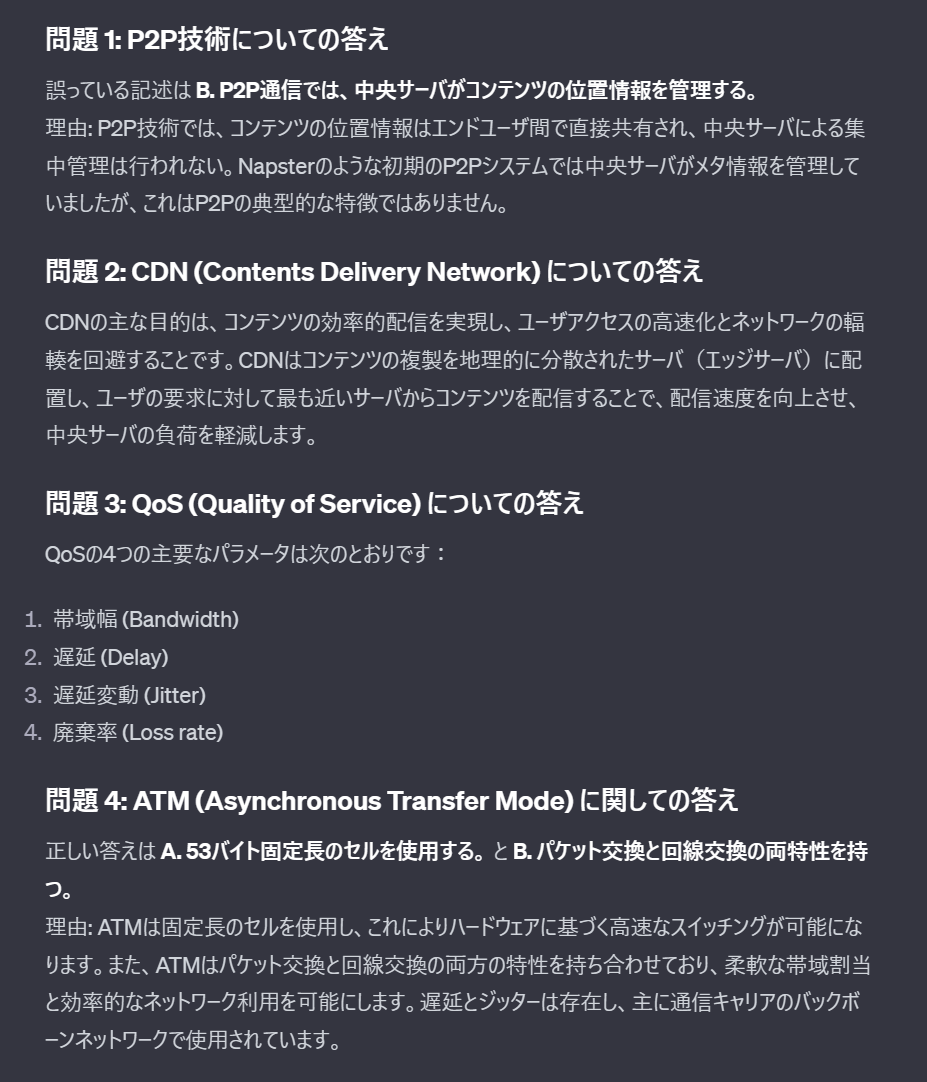 問題 1: P2P技術についての答え
誤っている記述は B. P2P通信では、中央サーバがコンテンツの位置情報を管理する。
理由: P2P技術では、コンテンツの位置情報はエンドユーザ間で直接共有され、中央サーバによる集
中管理は行われない。Napsterのような初期のP2Pシステムでは中央サーバがメタ情報を管理して
いましたが、これはP2Pの典型的な特徴ではありません。
問題 2: CDN (Contents Delivery Network) についての答え
CDNの主な目的は、コンテンツの効率的配信を実現し、ユーザアクセスの高速化とネットワークの輻
輳を回避することです。CDNはコンテンツの複製を地理的に分散されたサーバ（エッジサーバ）に配
置し、ユーザの要求に対して最も近いサーバからコンテンツを配信することで、配信速度を向上させ、
中央サーバの負荷を軽減します。
問題 3: QoS (Quality of Service) についての答え
QoSの4つの主要なパラメータは次のとおりです：
1. 帯域幅 (Bandwidth)
2. 遅延 (Delay)
3. 遅延変動 (Jitter)
4. 廃棄率 (Loss rate)
問題 4: ATM (Asynchronous Transfer Mode) に関しての答え
正しい答えは A. 53バイト固定長のセルを使用する。 と B. パケット交換と回線交換の両特性を持
つ。
理由: ATMは固定長のセルを使用し、これによりハードウェアに基づく高速なスイッチングが可能にな
ります。また、ATMはパケット交換と回線交換の両方の特性を持ち合わせており、柔軟な帯域割当
と効率的なネットワーク利用を可能にします。遅延とジッターは存在し、主に通信キャリアのバックボ
ーンネットワークで使用されています。